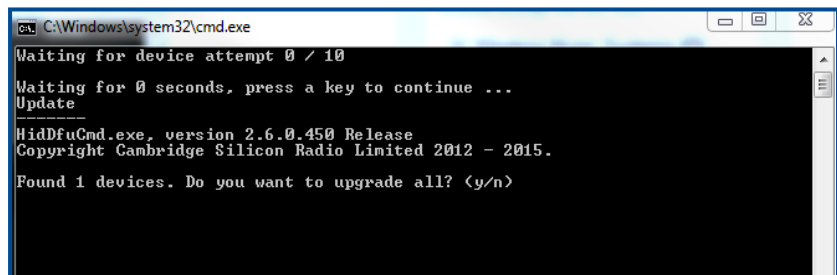 C:\Windows\system32\cmd.exe
Waiting for device attempt 0 / 10
Waiting for 0 seconds, press a key to continue ...
Update
-------
HidDfuCmd.exe, version 2.6.0.450 Release
Copyright Cambridge Silicon Radio Limited 2012 - 2015.
Found 1 devices. Do you want to upgrade all? (y/n)